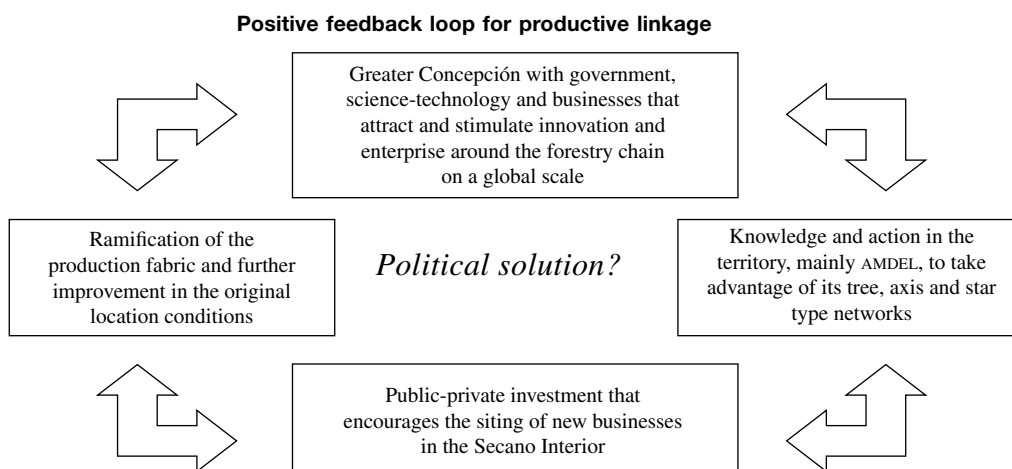 Positive feedback loop for productive linkage
Greater Concepción with government,
science-technology and businesses that
attract and stimulate innovation and
enterprise around the forestry chain
on a global scale
Ramification of the
production fabric and further
improvement in the original
location conditions
Political solution?
Knowledge and action in the
territory, mainly AMDEL, to take
advantage of its tree, axis and star
type networks
Public-private investment that
encourages the siting of new businesses
in the Secano Interior